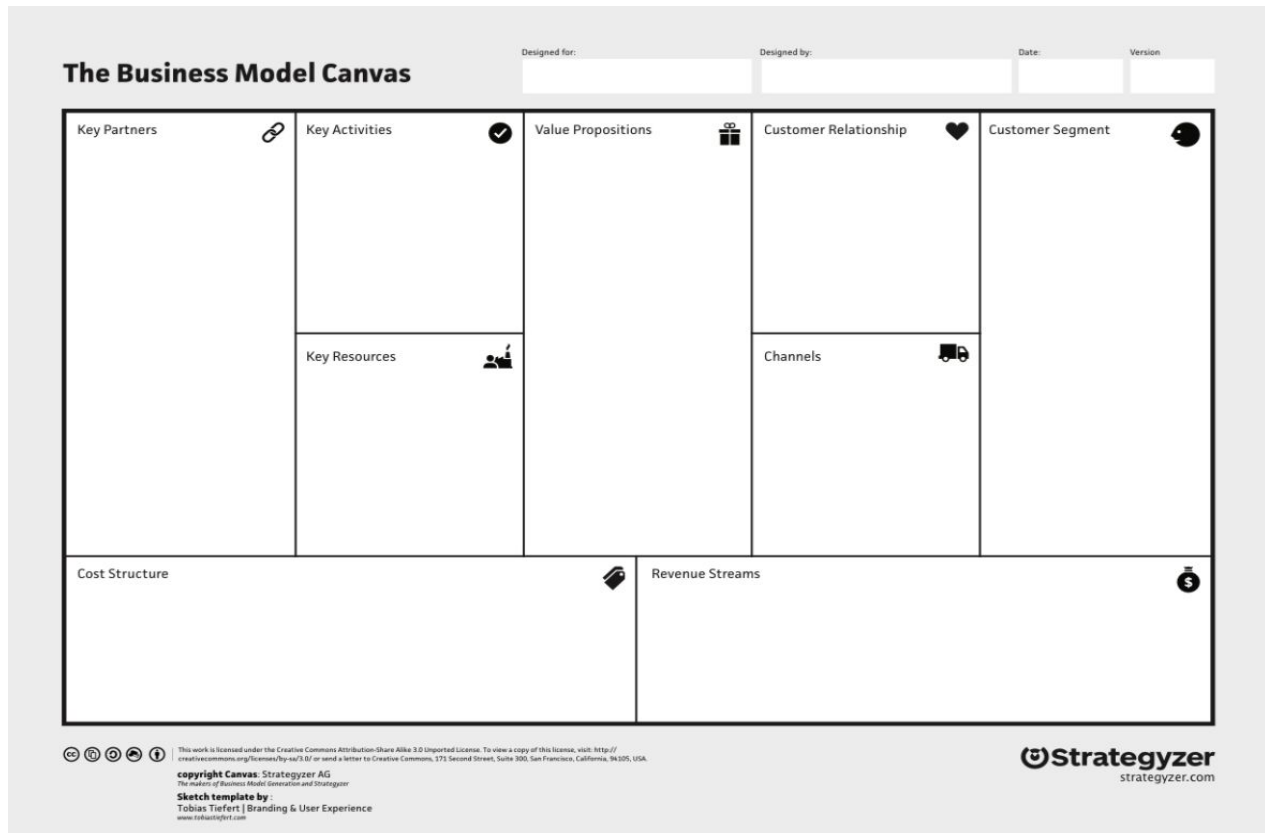 The Business Model Canvas
Designed for:
Designed by:
Date:
Version
Key Partners
Key Activities
Value Propositions
Customer Relationship
Customer Segment
Key Resources
Channels
Cost Structure
Revenue Streams
$
cc
This work is licensed under the Creative Commons Attribution-Share Alike 3.0 Unported License. To view a copy of this license, visit: http://
creativecommons.org/licenses/by-sa/3.0/ or send a letter to Creative Commons, 171 Second Street, Suite 300, San Francisco, California, 94105, USA.
copyright Canvas: Strategyzer AG
The makers of Business Model Generation and Strategyzer
Sketch template by :
Tobias Tiefert | Branding & User Experience
www.tobiastiefert.com
Strategyzer
strategyzer.com